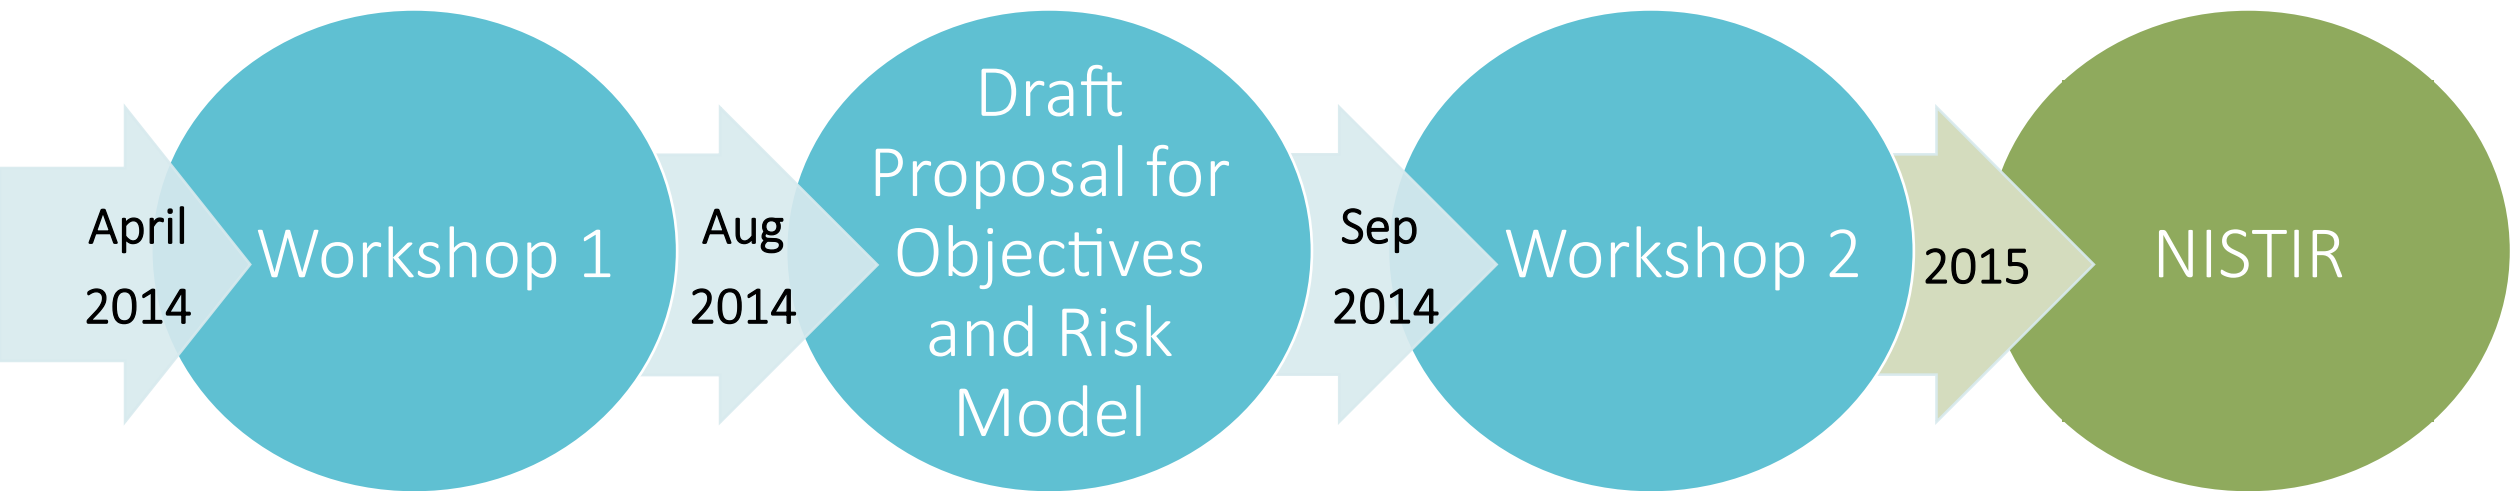 April
2014
Workshop 1
Aug
2014
Draft
Proposal for
Objectives
and Risk
Model
Sep
2014
Workshop 2
2015
NISTIR